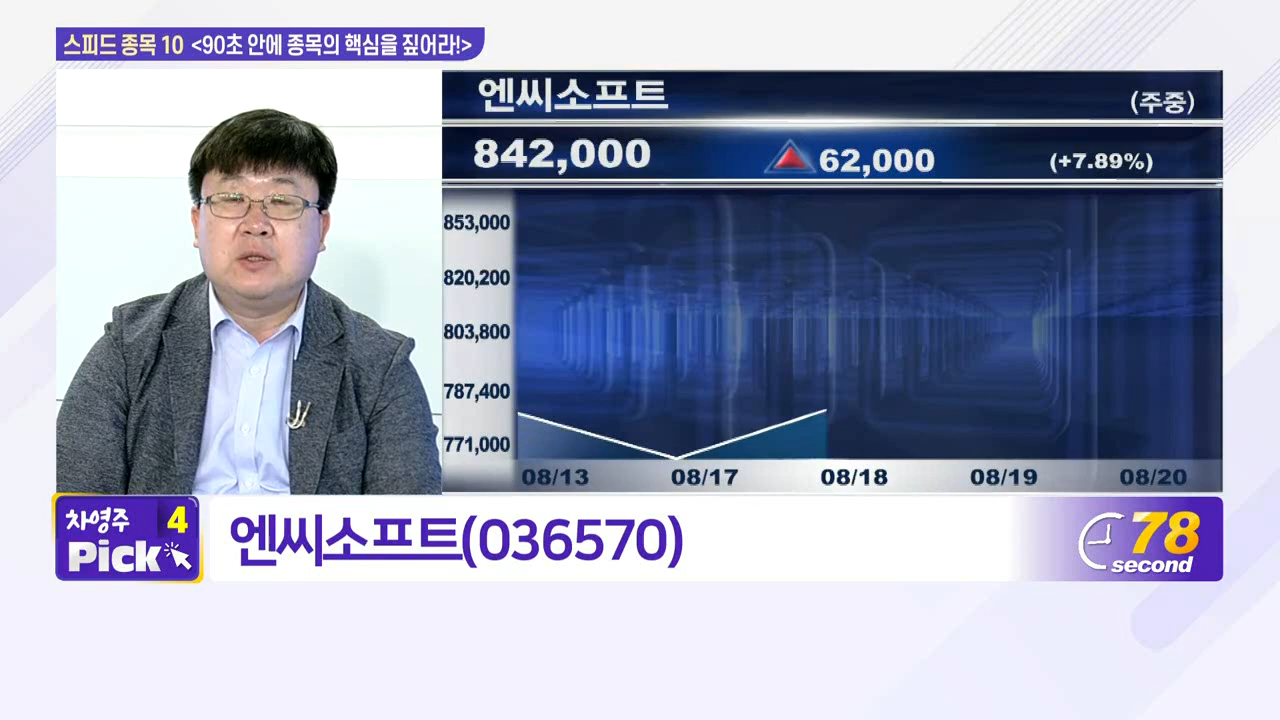 스피드 종목 10 <90초 안에 종목의 핵심을 짚어라!>
엔씨소프트
(주중)
842,000 ▲ 62,000 (+7.89%)
853,000
820,200
803,800
787,400
771,000
08/13 08/17 08/18 08/19 08/20
차영주 4
Pick
엔씨소프트(036570)
78
second